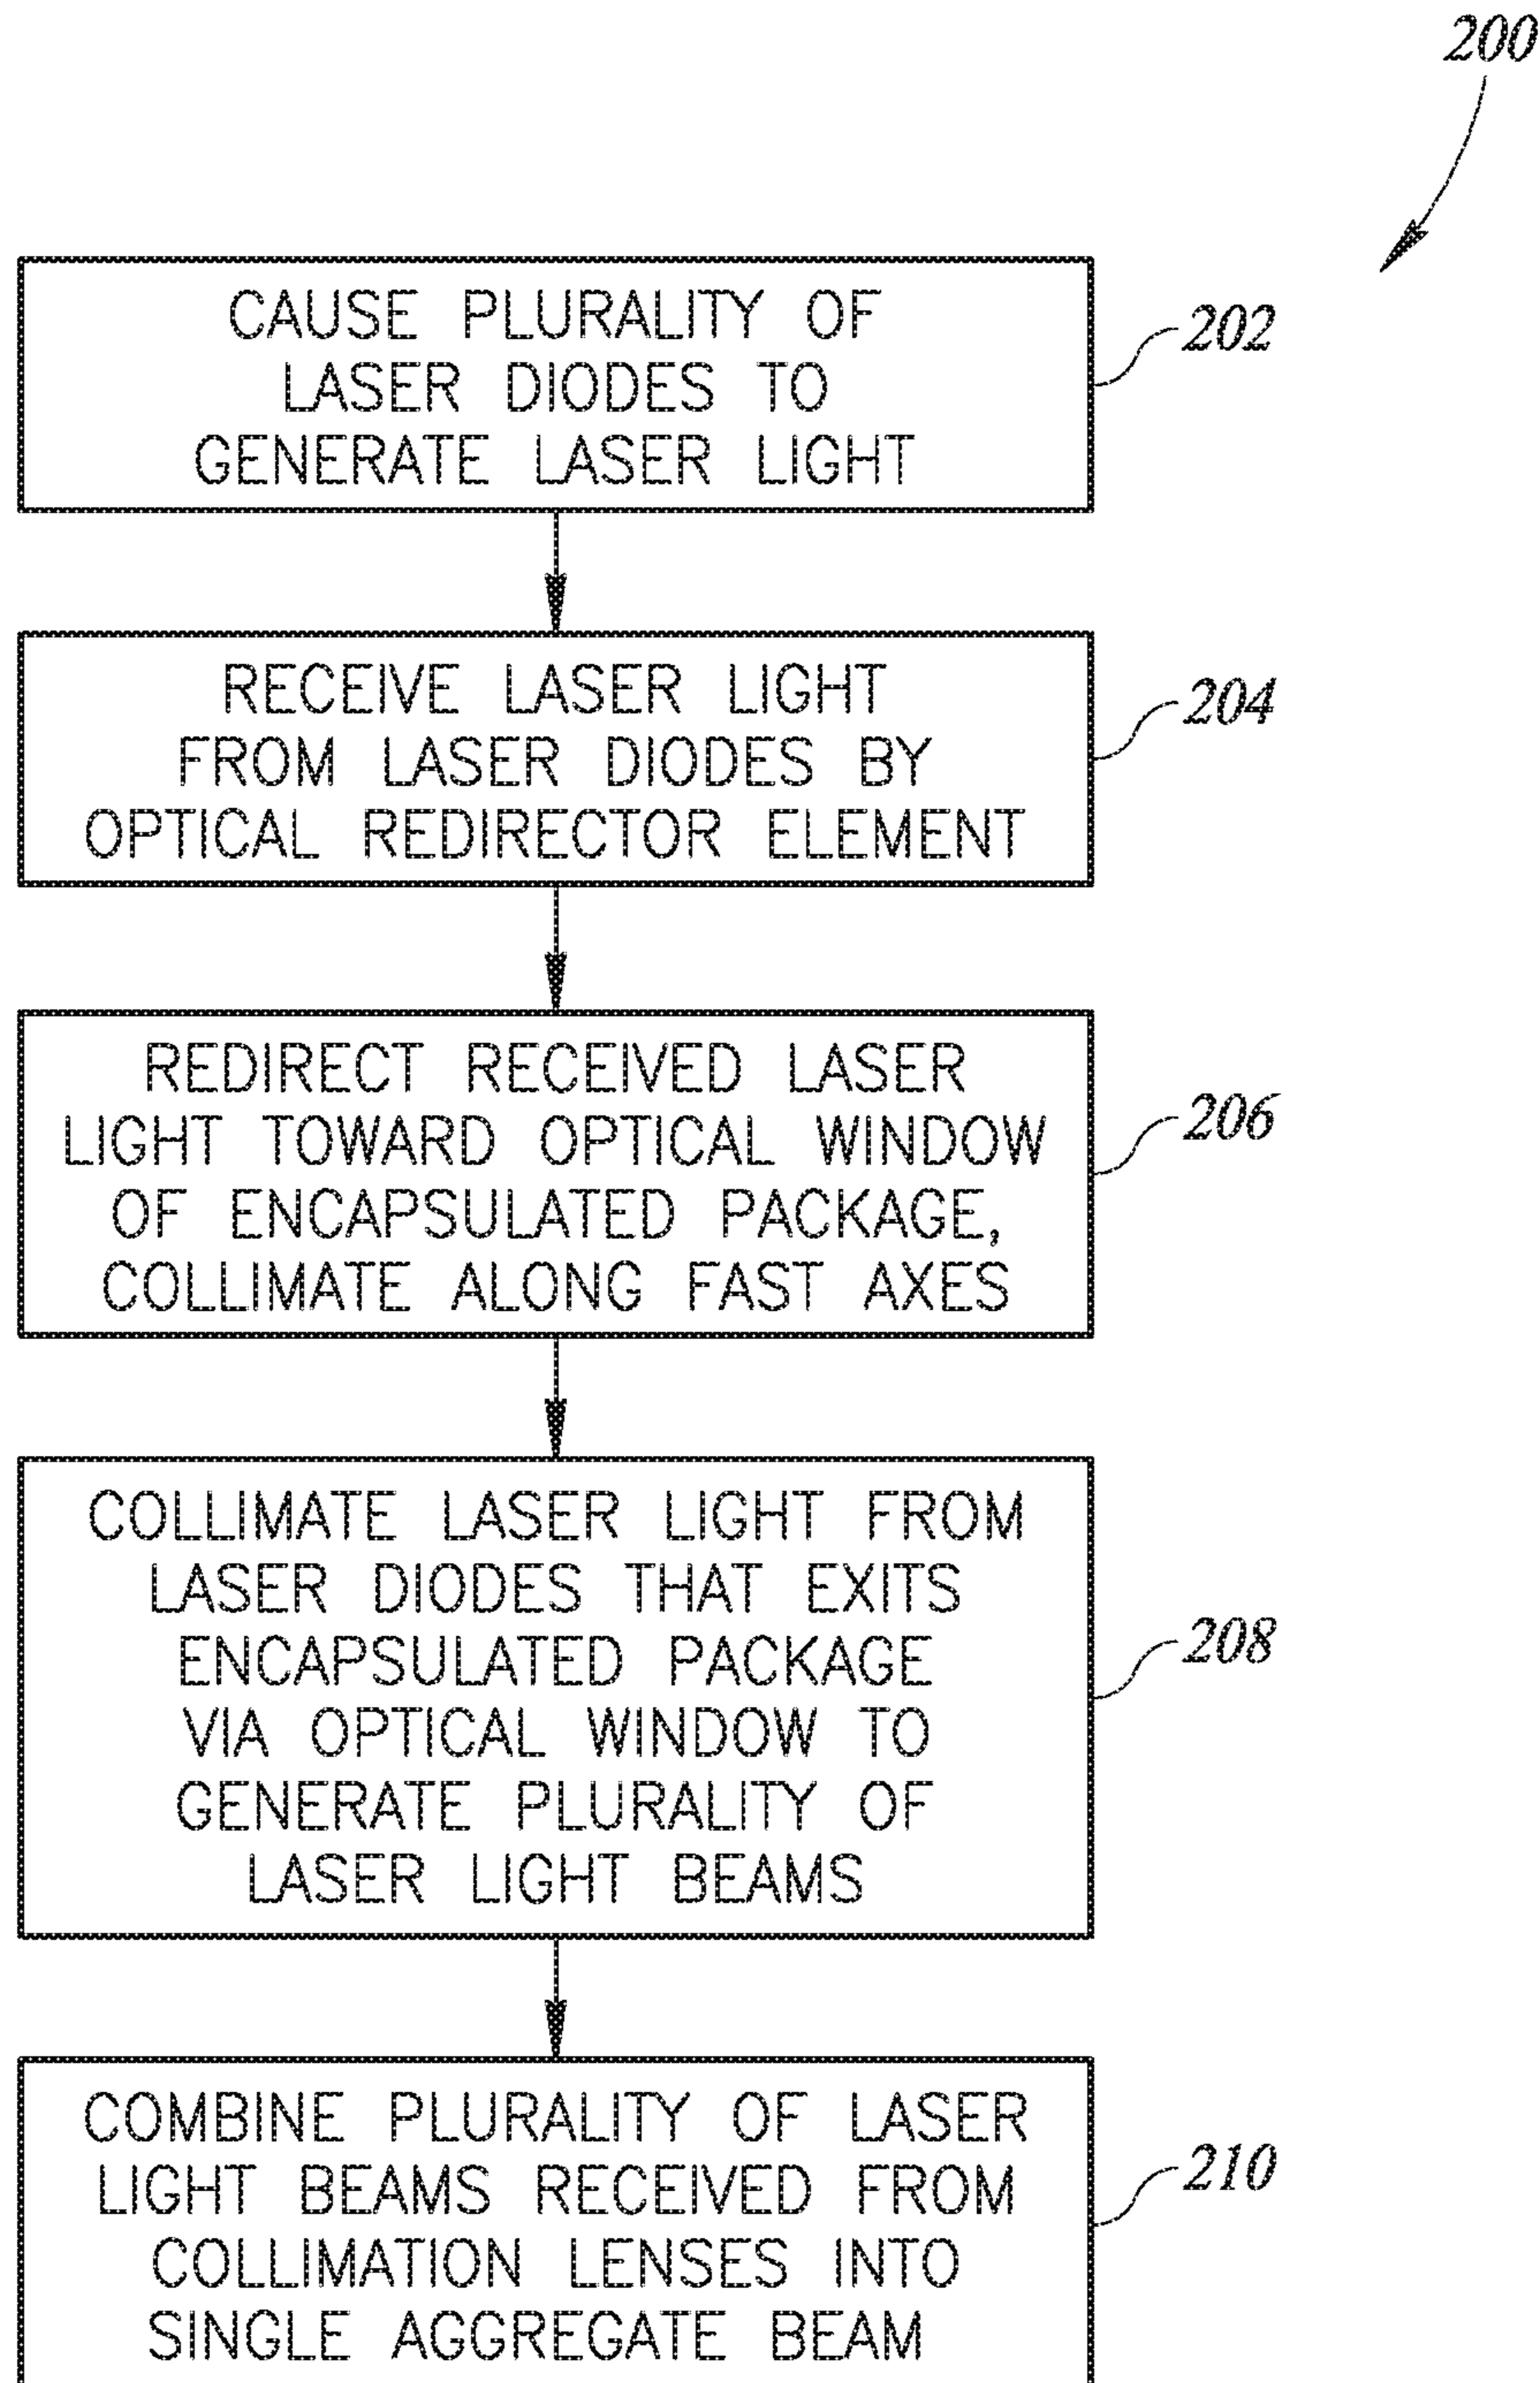 200
CAUSE PLURALITY OF
LASER DIODES TO
GENERATE LASER LIGHT
202
RECEIVE LASER LIGHT
FROM LASER DIODES BY
OPTICAL REDIRECTOR ELEMENT
204
REDIRECT RECEIVED LASER
LIGHT TOWARD OPTICAL WINDOW
OF ENCAPSULATED PACKAGE,
COLLIMATE ALONG FAST AXES
206
COLLIMATE LASER LIGHT FROM
LASER DIODES THAT EXITS
ENCAPSULATED PACKAGE
VIA OPTICAL WINDOW TO
GENERATE PLURALITY OF
LASER LIGHT BEAMS
208
COMBINE PLURALITY OF LASER
LIGHT BEAMS RECEIVED FROM
COLLIMATION LENSES INTO
SINGLE AGGREGATE BEAM
210